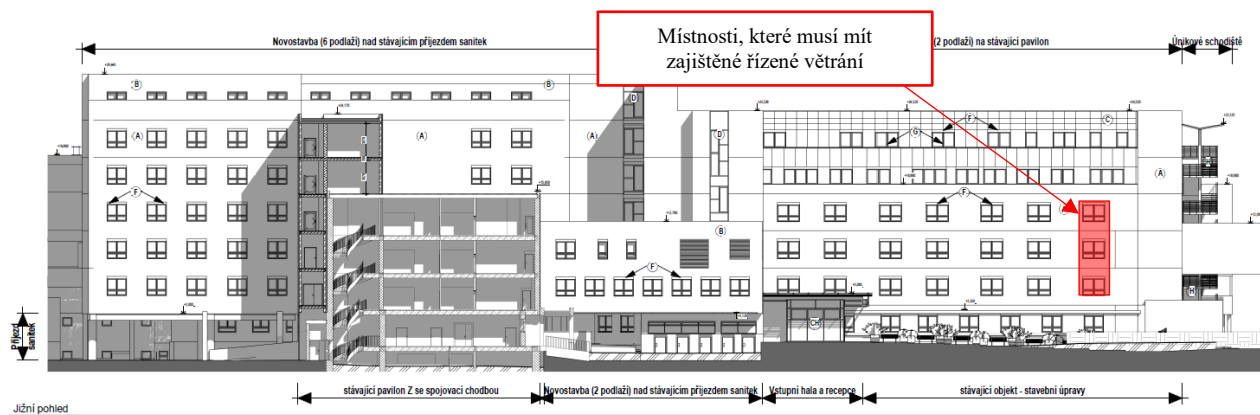 Místnosti, které musí mít
zajištěné řízené větrání
Novostavba (6 podlaží) nad stávajícím příjezdem sanitek
(2 podlaží) na stávající pavilon
Únikové schodiště
B
B
D
D
F
G
C
A
A
A
A
F
F
B
F
H
CH
Příjezd
sanitek
stávající pavilon Z se spojovací chodbou
Novostavba (2 podlaží) nad stávajícím příjezdem sanitek
Vstupní hala a recepce
stávající objekt - stavební úpravy
Jižní pohled